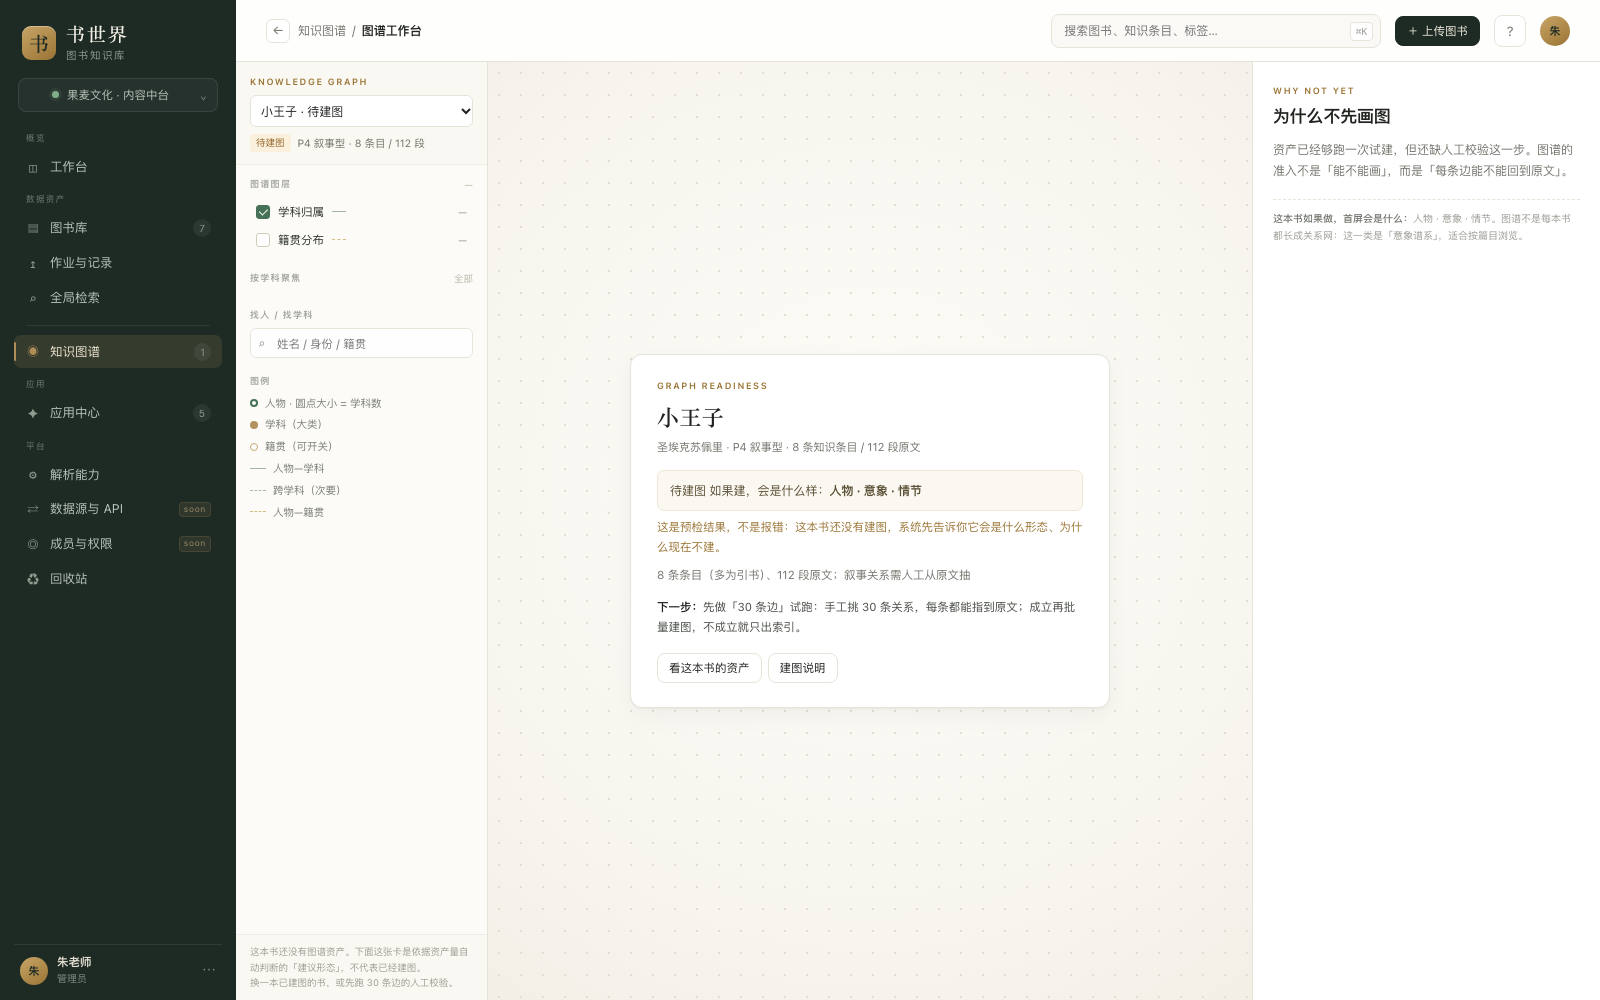 书
书世界
图书知识库
果麦文化 · 内容中台
概览
工作台
数据资产
图书库 7
作业与记录
全局检索
知识图谱 1
应用
应用中心 5
平台
解析能力
数据源与 API soon
成员与权限 soon
回收站
朱
朱老师
管理员
← 知识图谱 / 图谱工作台
搜索图书、知识条目、标签... ⌘K
+ 上传图书
?
朱
KNOWLEDGE GRAPH
小王子 · 待建图
待建图 P4 叙事型 · 8 条目 / 112 段
图谱图层 —
学科归属 —
籍贯分布 —
按学科聚焦 全部
找人 / 找学科
姓名 / 身份 / 籍贯
图例
人物 · 圆点大小 = 学科数
学科（大类）
籍贯（可开关）
人物—学科
跨学科（次要）
人物—籍贯
这本书还没有图谱资产。下面这张卡是依据资产量自
动判断的「建议形态」，不代表已经建图。
换一本已建图的书，或先跑 30 条边的人工校验。
GRAPH READINESS
小王子
圣埃克苏佩里 · P4 叙事型 · 8 条知识条目 / 112 段原文
待建图 如果建，会是什么样：人物 · 意象 · 情节
这是预检结果，不是报错：这本书还没有建图，系统先告诉你它会是什么形态、为什
么现在不建。
8 条条目（多为引书）、112 段原文；叙事关系需人工从原文抽
下一步：先做「30 条边」试跑：手工挑 30 条关系，每条都能指到原文；成立再批
量建图，不成立就只出索引。
看这本书的资产
建图说明
WHY NOT YET
为什么不先画图
资产已经够跑一次试建，但还缺人工校验这一步。图谱的
准入不是「能不能画」，而是「每条边能不能回到原文」。
这本书如果做，首屏会是什么：人物 · 意象 · 情节。图谱不是每本书
都长成关系网：这一类是「意象谱系」，适合按篇目浏览。